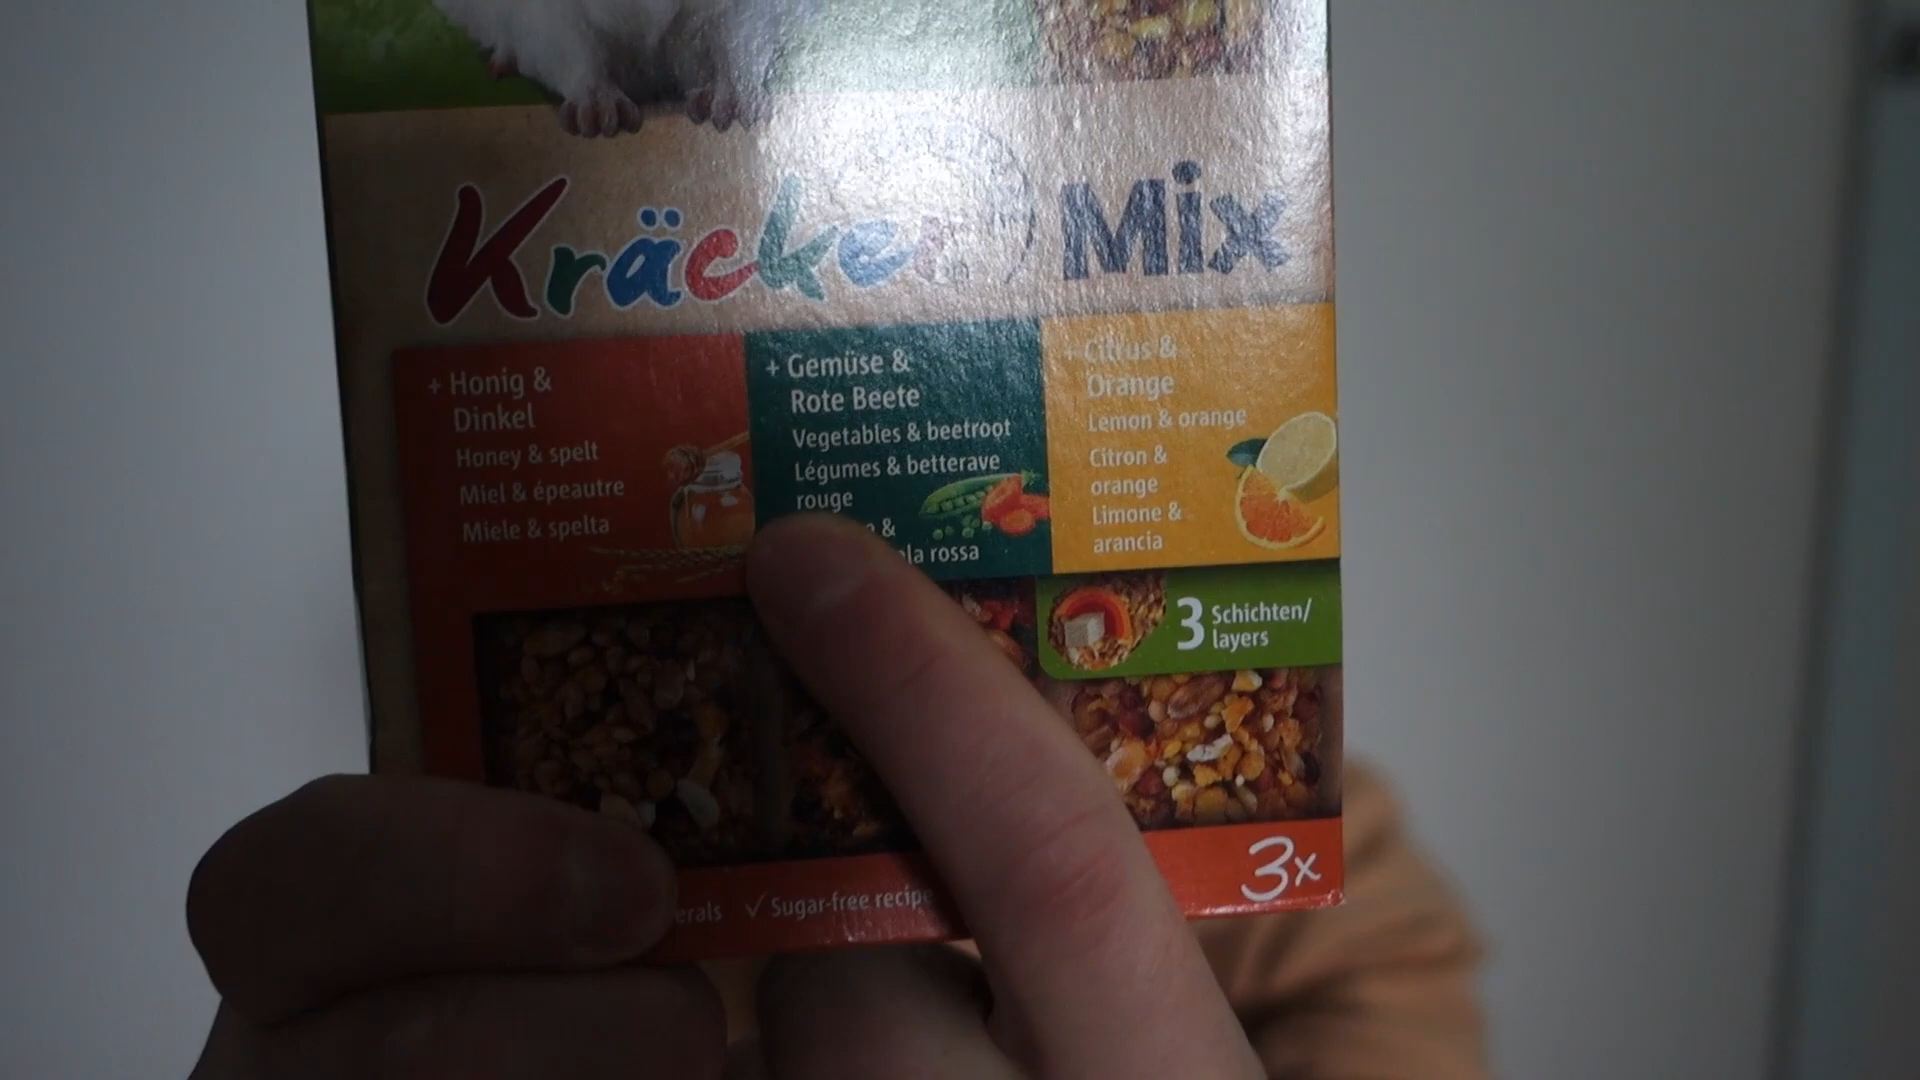 Kräcker Mix
+ Honig &
Dinkel
Honey & spelt
Miel & épeautre
Miele & spelta
+ Gemüse &
Rote Beete
Vegetables & beetroot
Légumes & betterave
rouge
&
rossa
+ Citrus &
Orange
Lemon & orange
Citron &
orange
Limone &
arancia
3 Schichten/
layers
✓ Sugar-free recipe
3x